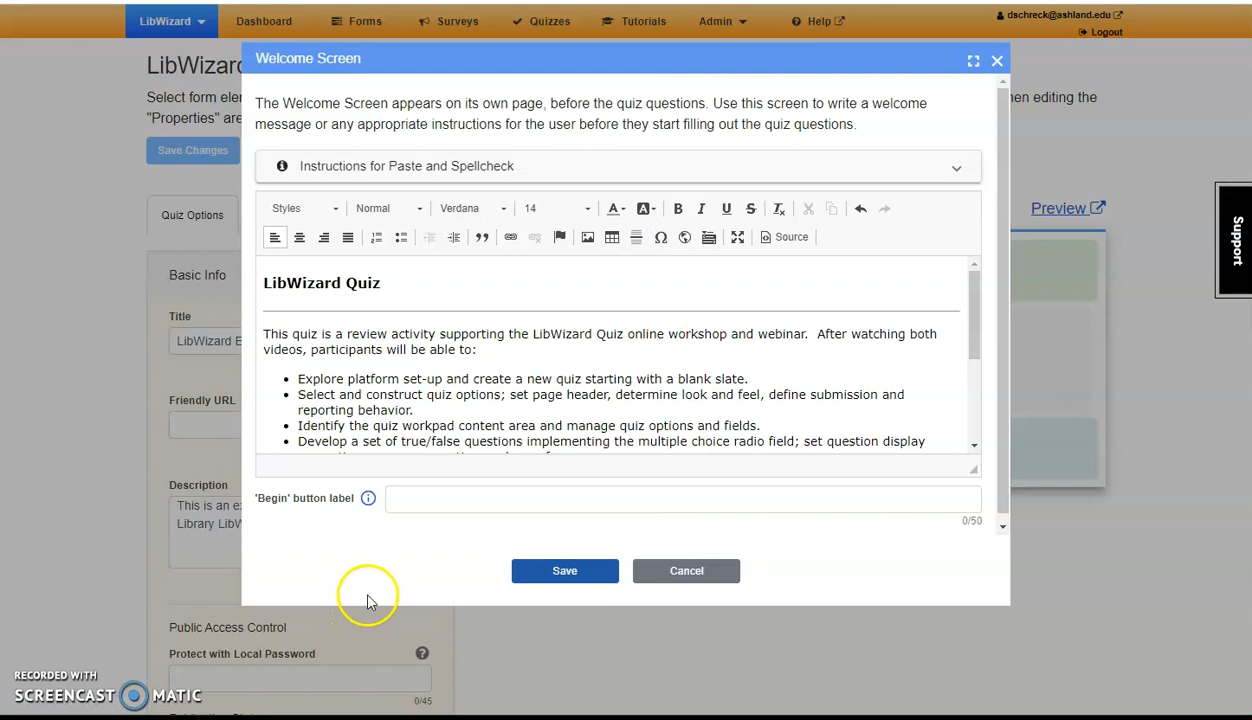 LibWizard Dashboard Forms Surveys Quizzes Tutorials Admin Help
dschreck@ashland.edu
Logout
LibWizard
Select form ele
"Properties" are
hen editing the
Save Changes
Quiz Options
Preview
Support
Basic Info
Title
LibWizard E
Friendly URL
Description
This is an e
Library LibW
Public Access Control
Protect with Local Password
0/45
Welcome Screen
The Welcome Screen appears on its own page, before the quiz questions. Use this screen to write a welcome
message or any appropriate instructions for the user before they start filling out the quiz questions.
Instructions for Paste and Spellcheck
Styles Normal Verdana 14
Source
LibWizard Quiz
This quiz is a review activity supporting the LibWizard Quiz online workshop and webinar. After watching both
videos, participants will be able to:
Explore platform set-up and create a new quiz starting with a blank slate.
Select and construct quiz options; set page header, determine look and feel, define submission and
reporting behavior.
Identify the quiz workpad content area and manage quiz options and fields.
Develop a set of true/false questions implementing the multiple choice radio field; set question display
'Begin' button label
0/50
Save Cancel
RECORDED WITH
SCREENCAST MATIC